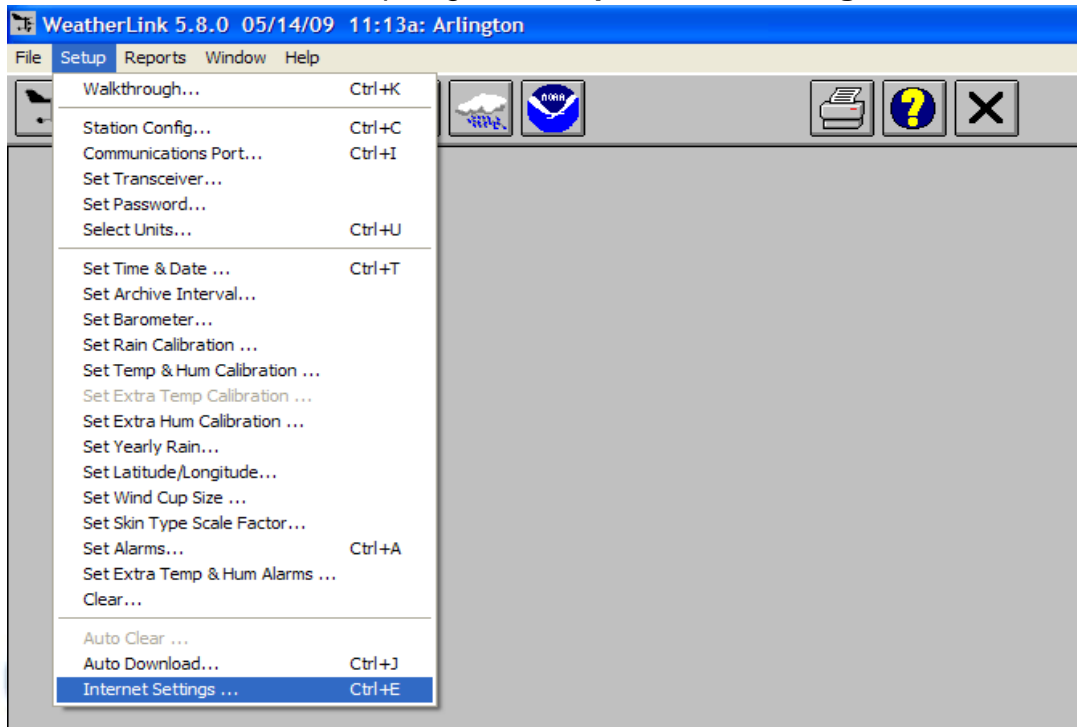 WeatherLink 5.8.0 05/14/09 11:13a: Arlington
File Setup Reports Window Help
Walkthrough... Ctrl+K
NOAA
Station Config... Ctrl+C
Communications Port... Ctrl+I
Set Transceiver...
Set Password...
Select Units... Ctrl+U
Set Time & Date ... Ctrl+T
Set Archive Interval...
Set Barometer...
Set Rain Calibration ...
Set Temp & Hum Calibration ...
Set Extra Temp Calibration ...
Set Extra Hum Calibration ...
Set Yearly Rain...
Set Latitude/Longitude...
Set Wind Cup Size ...
Set Skin Type Scale Factor...
Set Alarms... Ctrl+A
Set Extra Temp & Hum Alarms ...
Clear...
Auto Clear ...
Auto Download... Ctrl+J
Internet Settings ... Ctrl+E